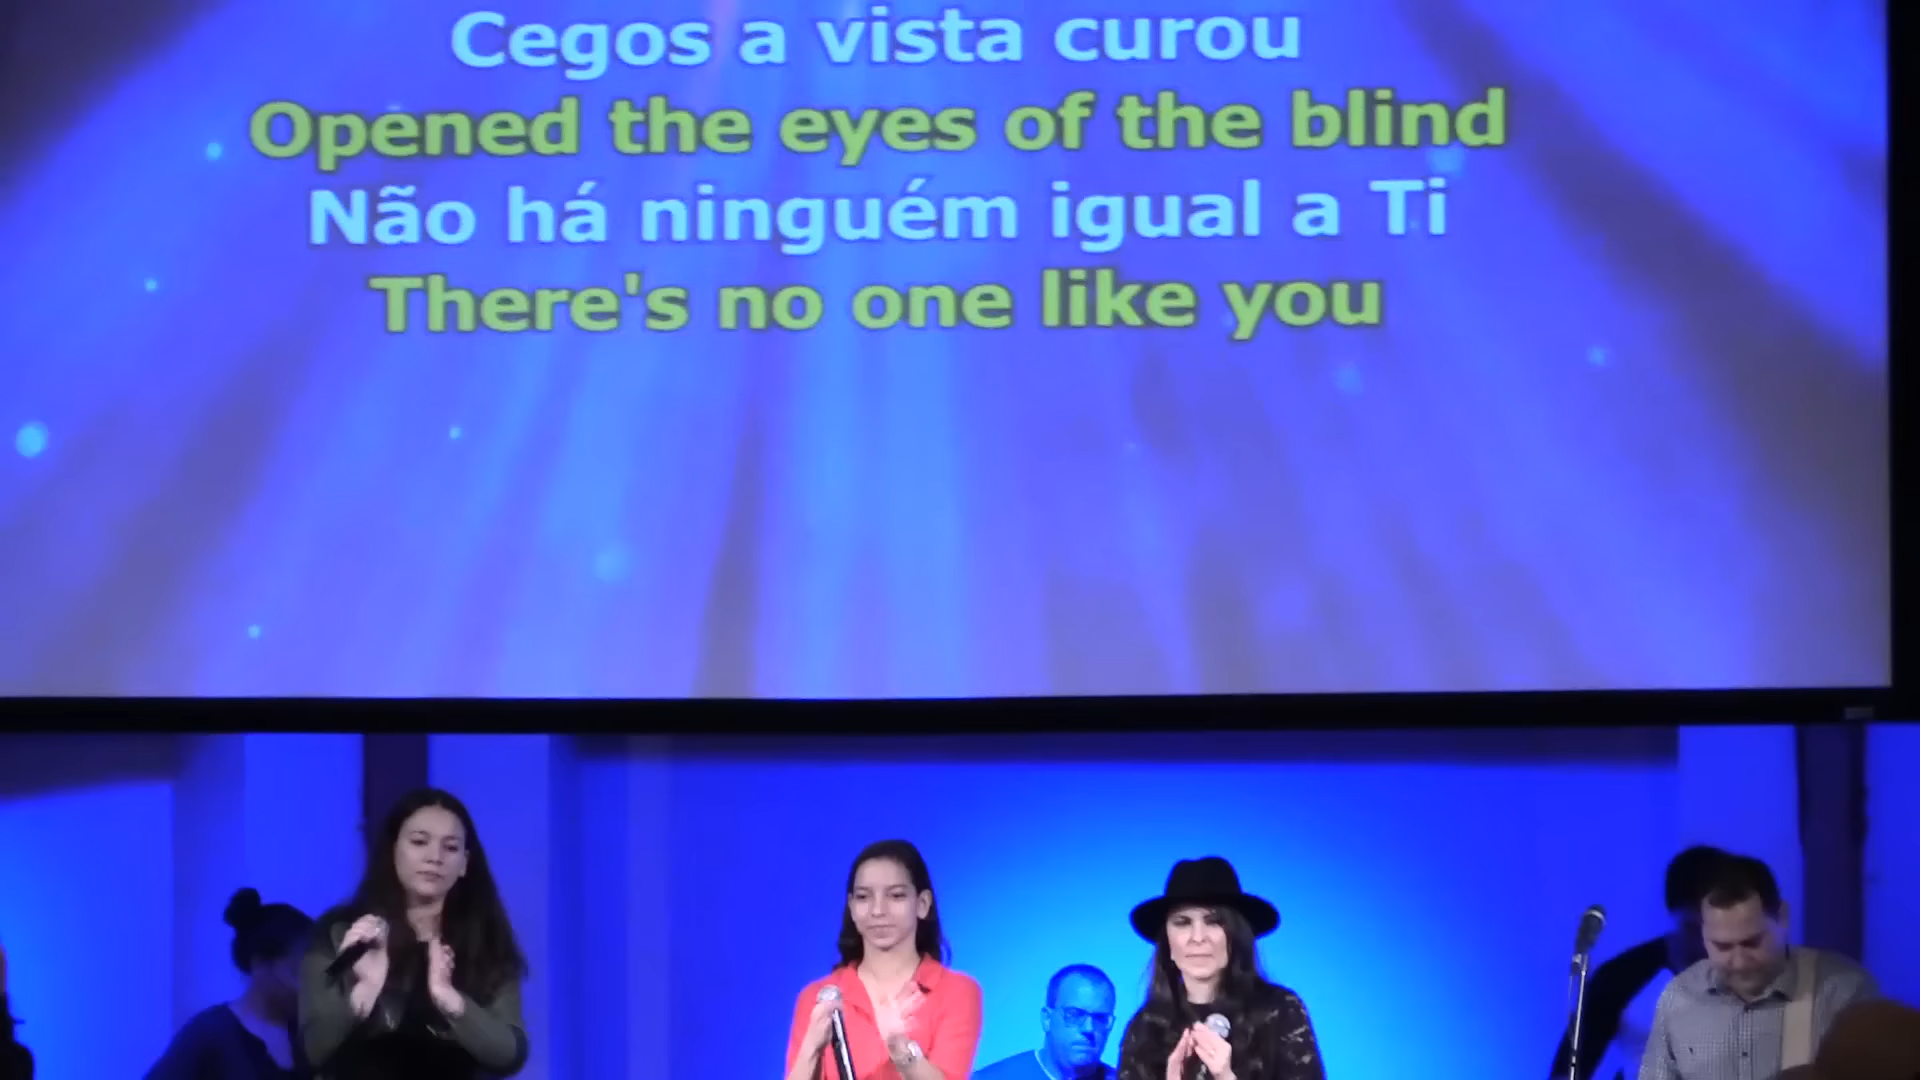 Cegos a vista curou
Opened the eyes of the blind
Não há ninguém igual a Ti
There's no one like you